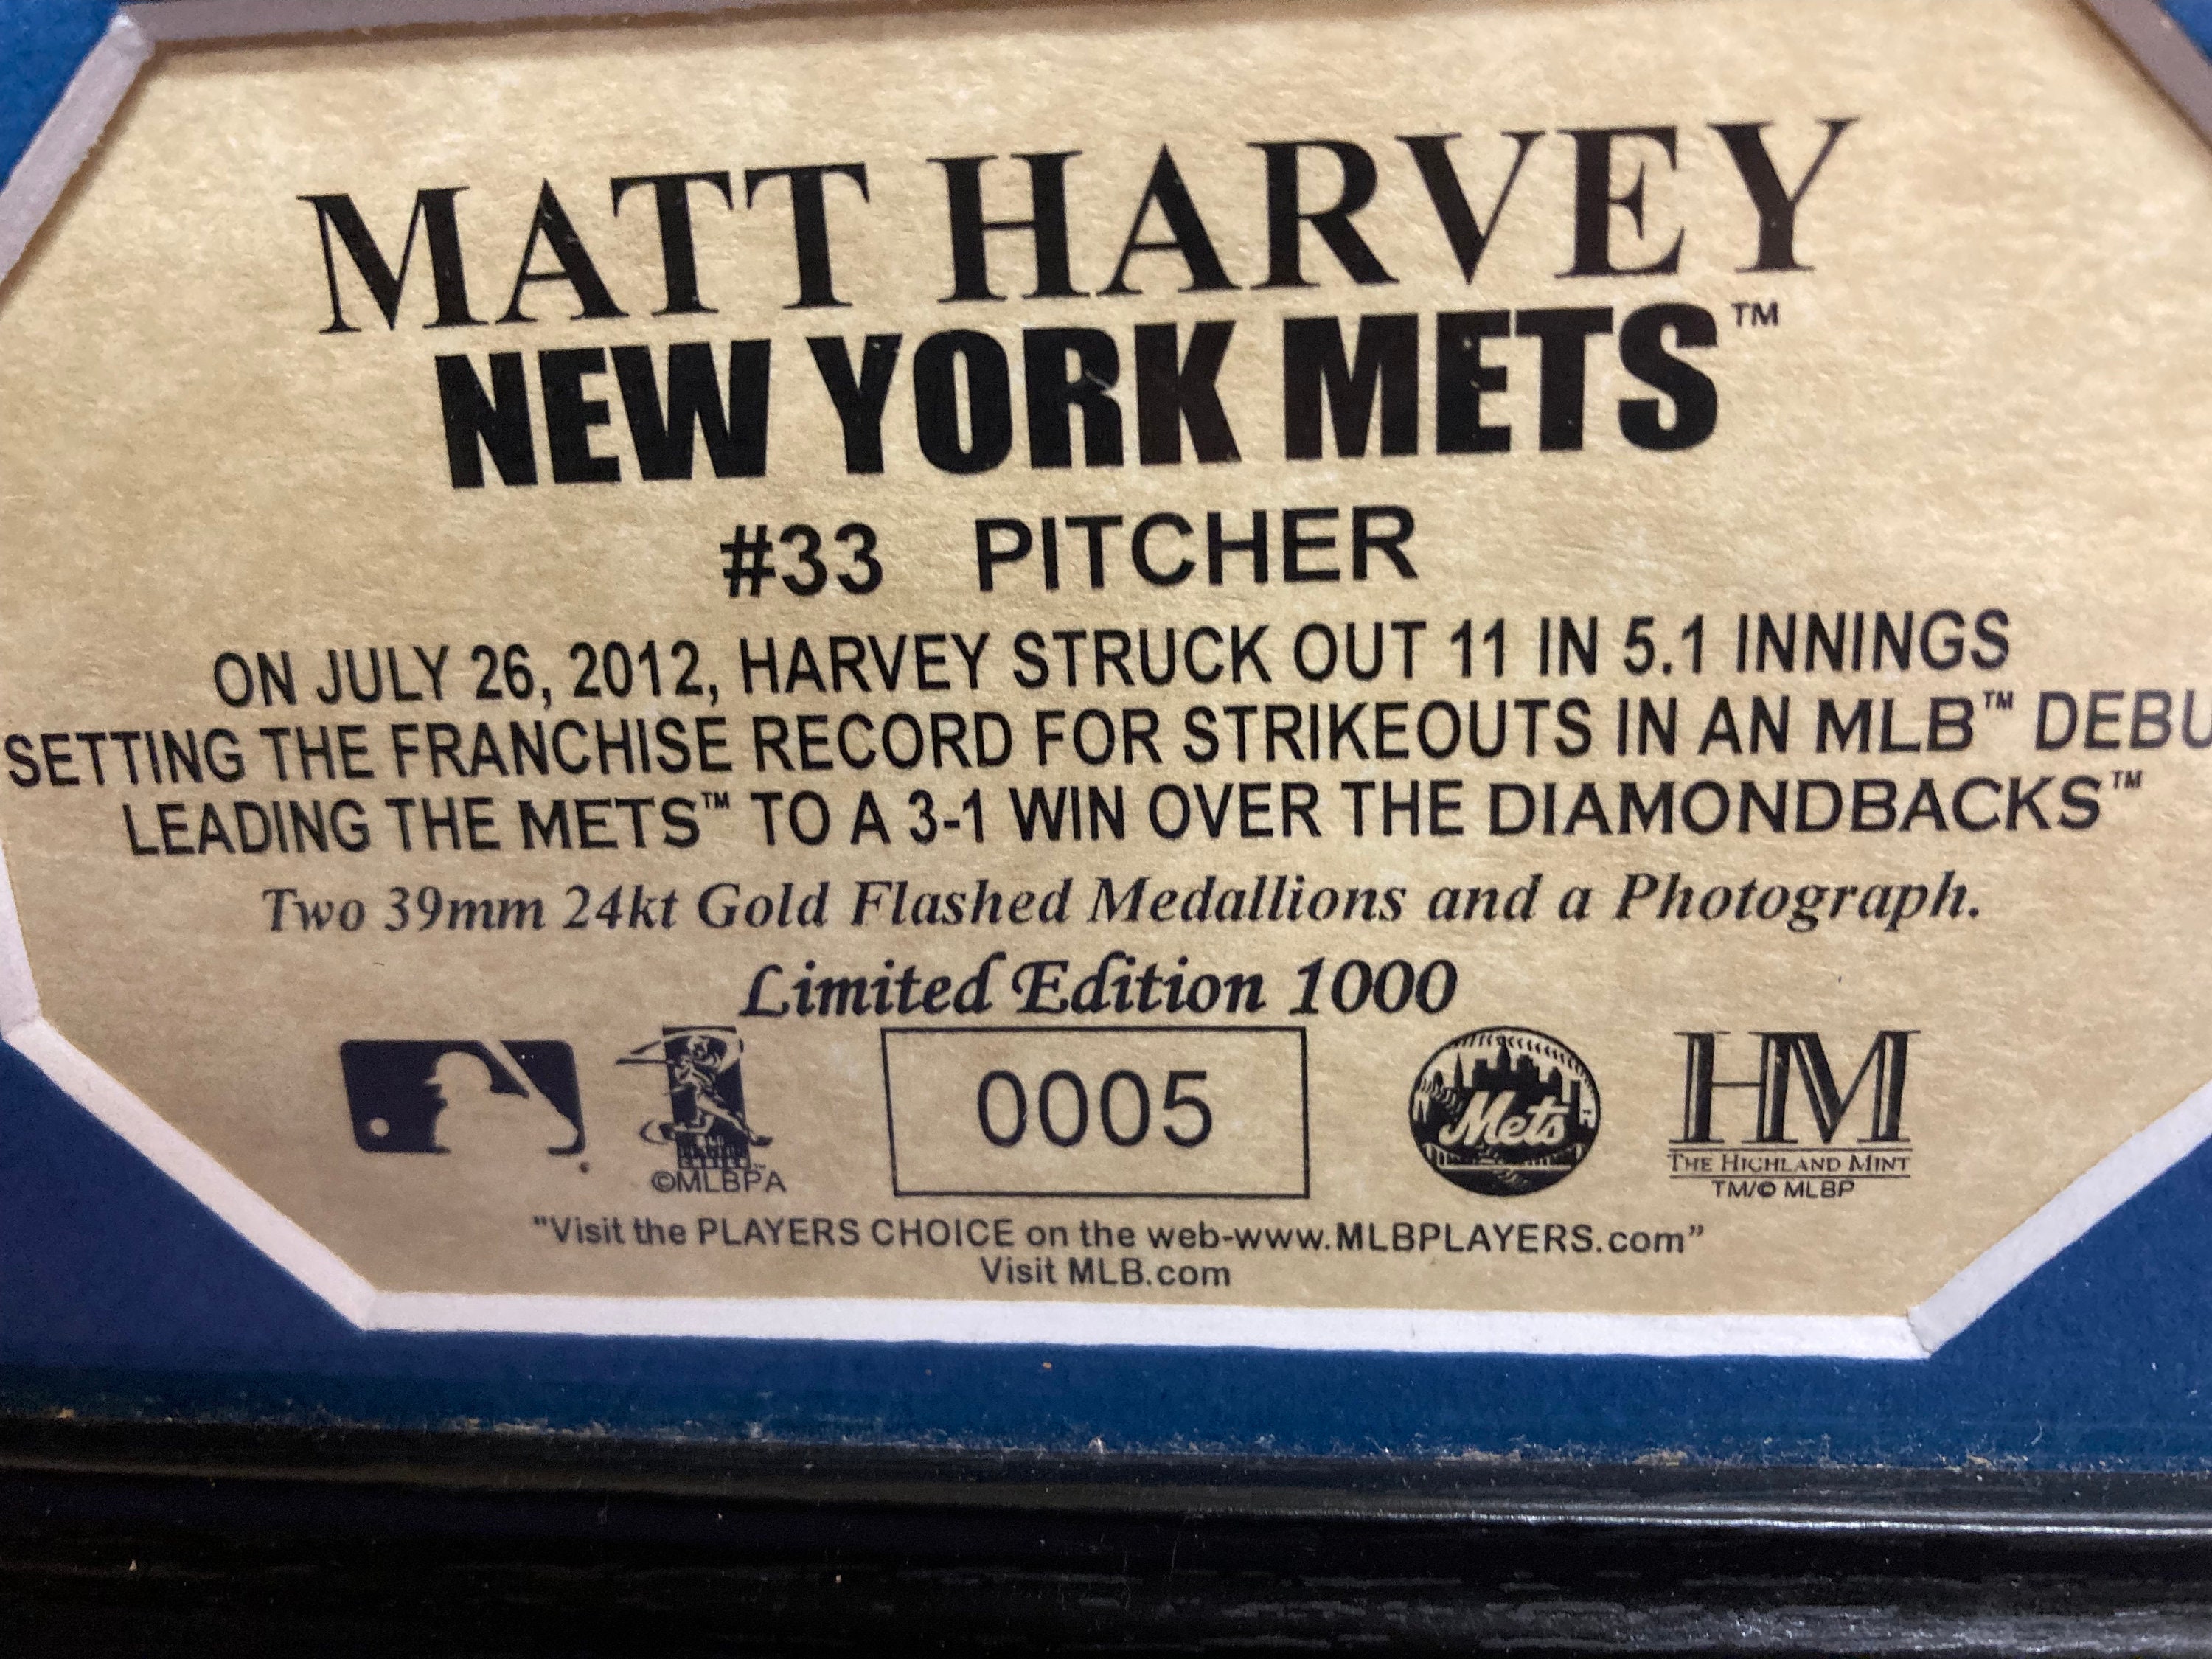 MATT HARVEY
NEW YORK METS™
#33 PITCHER
ON JULY 26, 2012, HARVEY STRUCK OUT 11 IN 5.1 INNINGS
SETTING THE FRANCHISE RECORD FOR STRIKEOUTS IN AN MLB™ DEBU
LEADING THE METS™ TO A 3-1 WIN OVER THE DIAMONDBACKS™
Two 39mm 24kt Gold Flashed Medallions and a Photograph.
Limited Edition 1000
0005
Mets
HM
THE HIGHLAND MINT
©MLBPA
TM/© MLBP
"Visit the PLAYERS CHOICE on the web-www.MLBPLAYERS.com"
Visit MLB.com